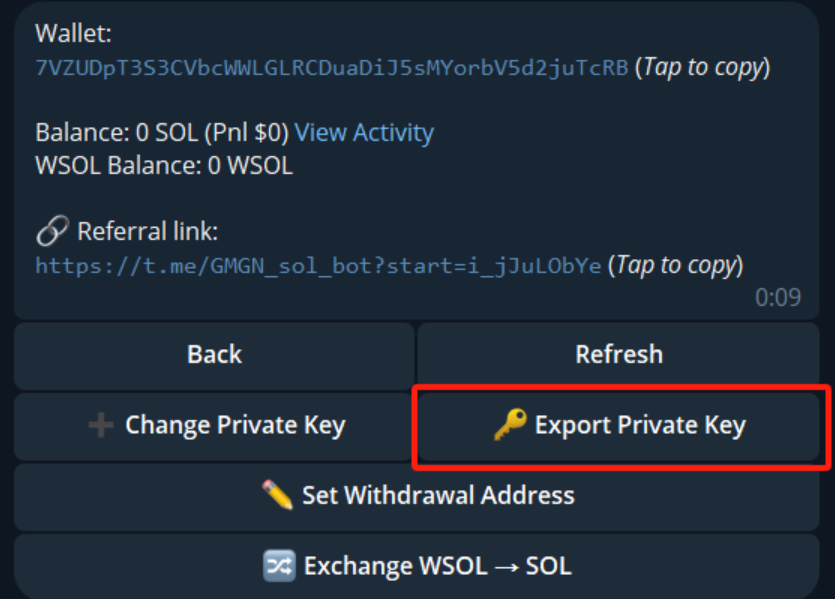 Wallet:
7VZUDpT3S3CVbcWWLGLRCDuaDiJ5sMYorbV5d2juTcRB (Tap to copy)
Balance: 0 SOL (Pnl $0) View Activity
WSOL Balance: 0 WSOL
🔗 Referral link:
https://t.me/GMGN_sol_bot?start=i_jJuLObYe (Tap to copy)
0:09
Back
Refresh
➕ Change Private Key
🔑 Export Private Key
✏️ Set Withdrawal Address
🔀 Exchange WSOL → SOL